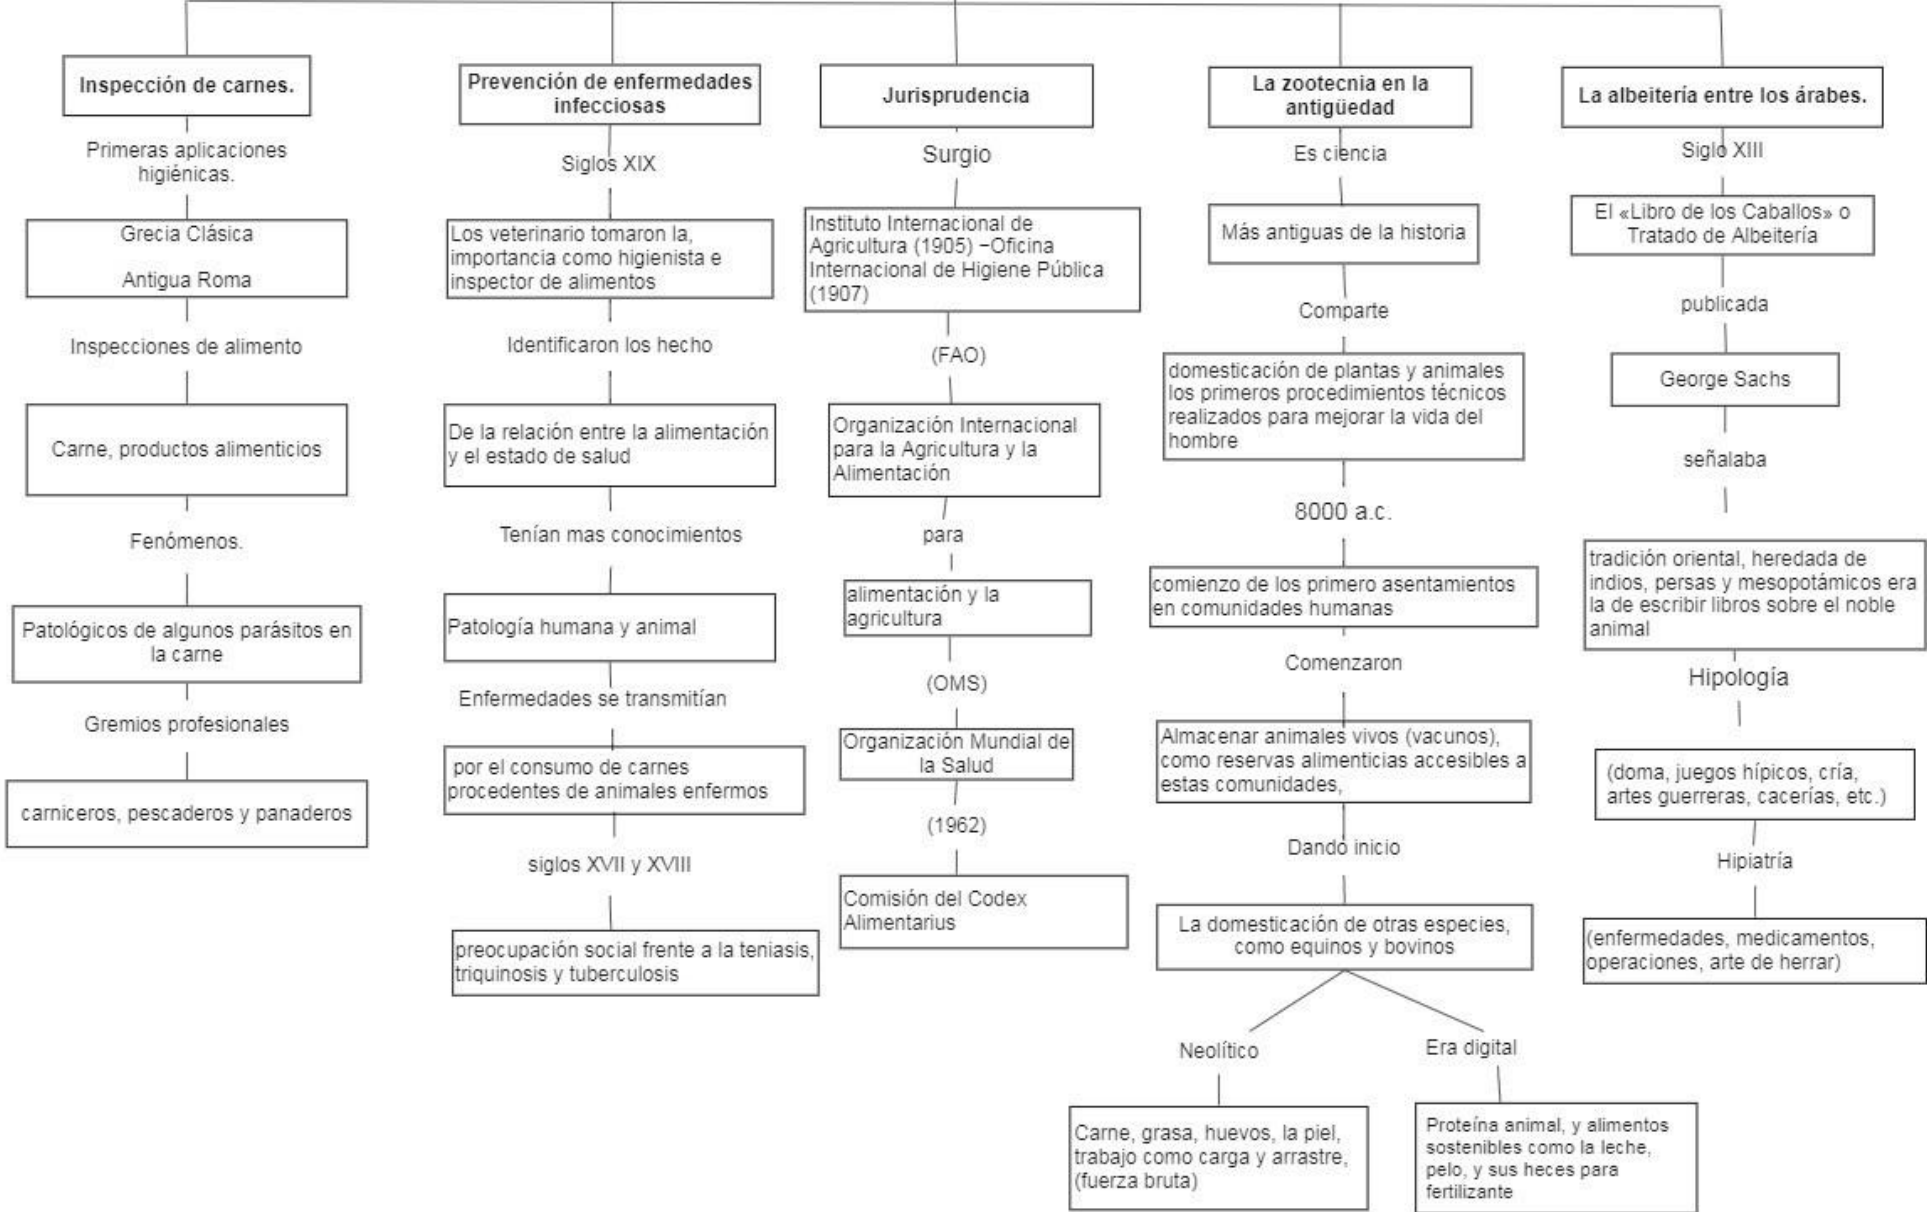 Inspección de carnes.
Primeras aplicaciones
higiénicas.
Grecia Clásica
Antigua Roma
Inspecciones de alimento
Carne, productos alimenticios
Fenómenos.
Patológicos de algunos parásitos en
la carne
Gremios profesionales
carniceros, pescaderos y panaderos
Prevención de enfermedades
infecciosas
Siglos XIX
Los veterinario tomaron la,
importancia como higienista e
inspector de alimentos
Identificaron los hecho
De la relación entre la alimentación
y el estado de salud
Tenían mas conocimientos
Patología humana y animal
Enfermedades se transmitían
por el consumo de carnes
procedentes de animales enfermos
siglos XVII y XVIII
preocupación social frente a la teniasis,
triquinosis y tuberculosis
Jurisprudencia
Surgio
Instituto Internacional de
Agricultura (1905) −Oficina
Internacional de Higiene Pública
(1907)
(FAO)
Organización Internacional
para la Agricultura y la
Alimentación
para
alimentación y la
agricultura
(OMS)
Organización Mundial de
la Salud
(1962)
Comisión del Codex
Alimentarius
La zootecnia en la
antigüedad
Es ciencia
Más antiguas de la historia
Comparte
domesticación de plantas y animales
los primeros procedimientos técnicos
realizados para mejorar la vida del
hombre
8000 a.c.
comienzo de los primero asentamientos
en comunidades humanas
Comenzaron
Almacenar animales vivos (vacunos),
como reservas alimenticias accesibles a
estas comunidades,
Dando inicio
La domesticación de otras especies,
como equinos y bovinos
Neolítico
Carne, grasa, huevos, la piel,
trabajo como carga y arrastre,
(fuerza bruta)
Era digital
Proteína animal, y alimentos
sostenibles como la leche,
pelo, y sus heces para
fertilizante
La albeitería entre los árabes.
Siglo XIII
El «Libro de los Caballos» o
Tratado de Albeitería
publicada
George Sachs
señalaba
tradición oriental, heredada de
indios, persas y mesopotámicos era
la de escribir libros sobre el noble
animal
Hipología
(doma, juegos hípicos, cría,
artes guerreras, cacerías, etc.)
Hipiatría
(enfermedades, medicamentos,
operaciones, arte de herrar)